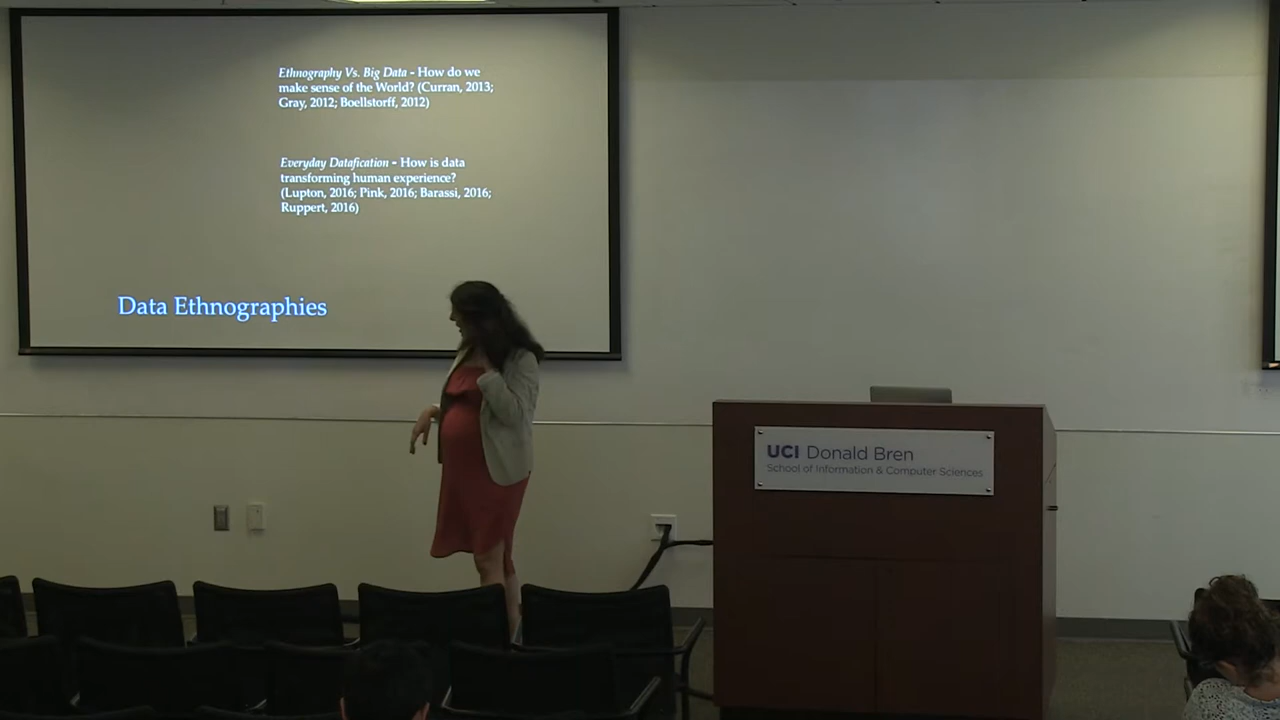 Ethnography Vs. Big Data - How do we
make sense of the World? (Curran, 2013;
Gray, 2012; Boellstorff, 2012)
Everyday Datafication - How is data
transforming human experience?
(Lupton, 2016; Pink, 2016; Barassi, 2016;
Ruppert, 2016)
Data Ethnographies
UCI Donald Bren
School of Information & Computer Sciences